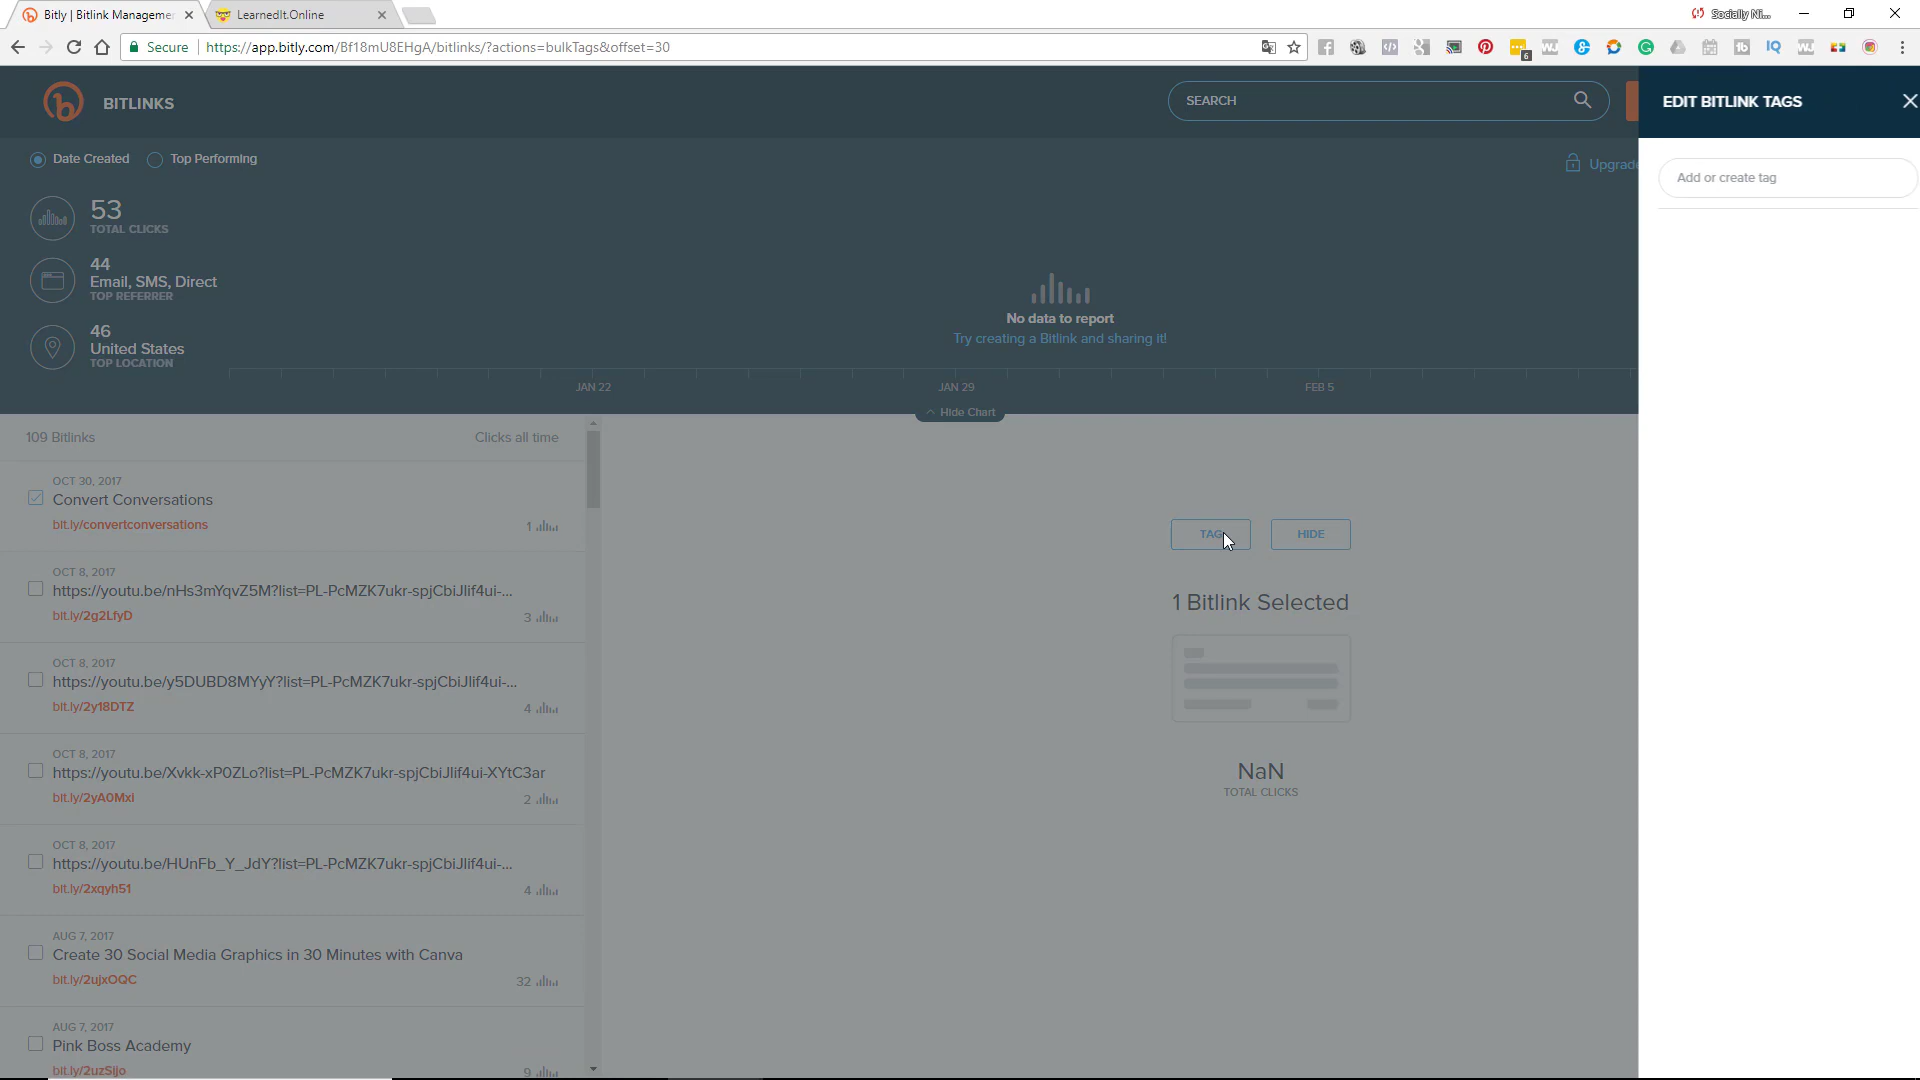 Bitly | Bitlink Managemen
LearnedIt.Online
Socially Ni...
Secure
https://app.bitly.com/Bf18mU8EHgA/bitlinks/?actions=bulkTags&offset=30
6
BITLINKS
SEARCH
EDIT BITLINK TAGS
Date Created
Top Performing
Upgrade
Add or create tag
53
TOTAL CLICKS
44
Email, SMS, Direct
TOP REFERRER
46
United States
TOP LOCATION
No data to report
Try creating a Bitlink and sharing it!
JAN 22
JAN 29
FEB 5
Hide Chart
109 Bitlinks
Clicks all time
OCT 30, 2017
Convert Conversations
bit.ly/convertconversations
1
OCT 8, 2017
https://youtu.be/nHs3mYqvZ5M?list=PL-PcMZK7ukr-spjCbiJlif4ui-...
bit.ly/2g2LfyD
3
OCT 8, 2017
https://youtu.be/y5DUBD8MYyY?list=PL-PcMZK7ukr-spjCbiJlif4ui-...
bit.ly/2y18DTZ
4
OCT 8, 2017
https://youtu.be/Xvkk-xP0ZLo?list=PL-PcMZK7ukr-spjCbiJlif4ui-XYtC3ar
bit.ly/2yA0Mxi
2
OCT 8, 2017
https://youtu.be/HUnFb_Y_JdY?list=PL-PcMZK7ukr-spjCbiJlif4ui-...
bit.ly/2xqyh51
4
AUG 7, 2017
Create 30 Social Media Graphics in 30 Minutes with Canva
bit.ly/2ujxOQC
32
AUG 7, 2017
Pink Boss Academy
bit.ly/2uzSijo
9
TAG
HIDE
1 Bitlink Selected
NaN
TOTAL CLICKS